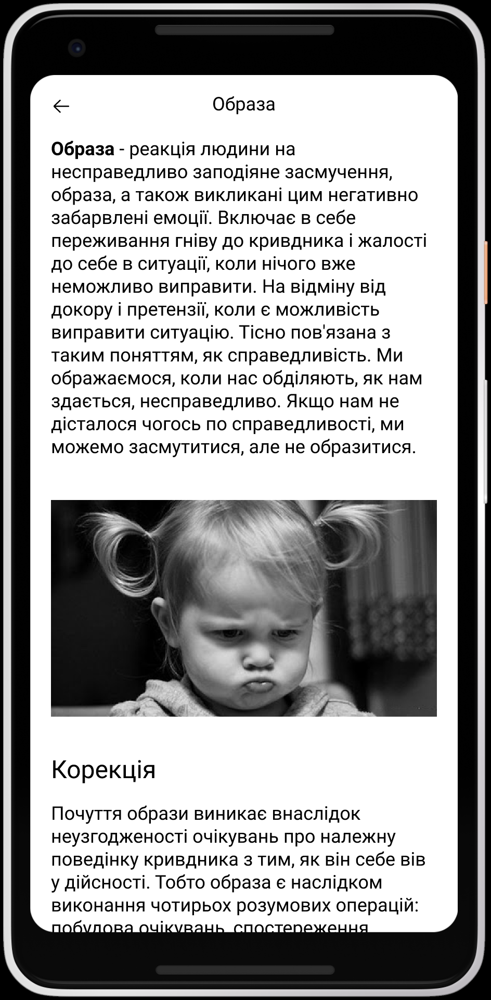 Образа
Образа - реакція людини на
несправедливо заподіяне засмучення,
образа, а також викликані цим негативно
забарвлені емоції. Включає в себе
переживання гніву до кривдника і жалості
до себе в ситуації, коли нічого вже
неможливо виправити. На відміну від
докору і претензії, коли є можливість
виправити ситуацію. Тісно пов'язана з
таким поняттям, як справедливість. Ми
ображаємося, коли нас обділяють, як нам
здається, несправедливо. Якщо нам не
дісталося чогось по справедливості, ми
можемо засмутитися, але не образитися.
Корекція
Почуття образи виникає внаслідок
неузгодженості очікувань про належну
поведінку кривдника з тим, як він себе вів
у дійсності. Тобто образа є наслідком
виконання чотирьох розумових операцій:
побудова очікувань, спостереження